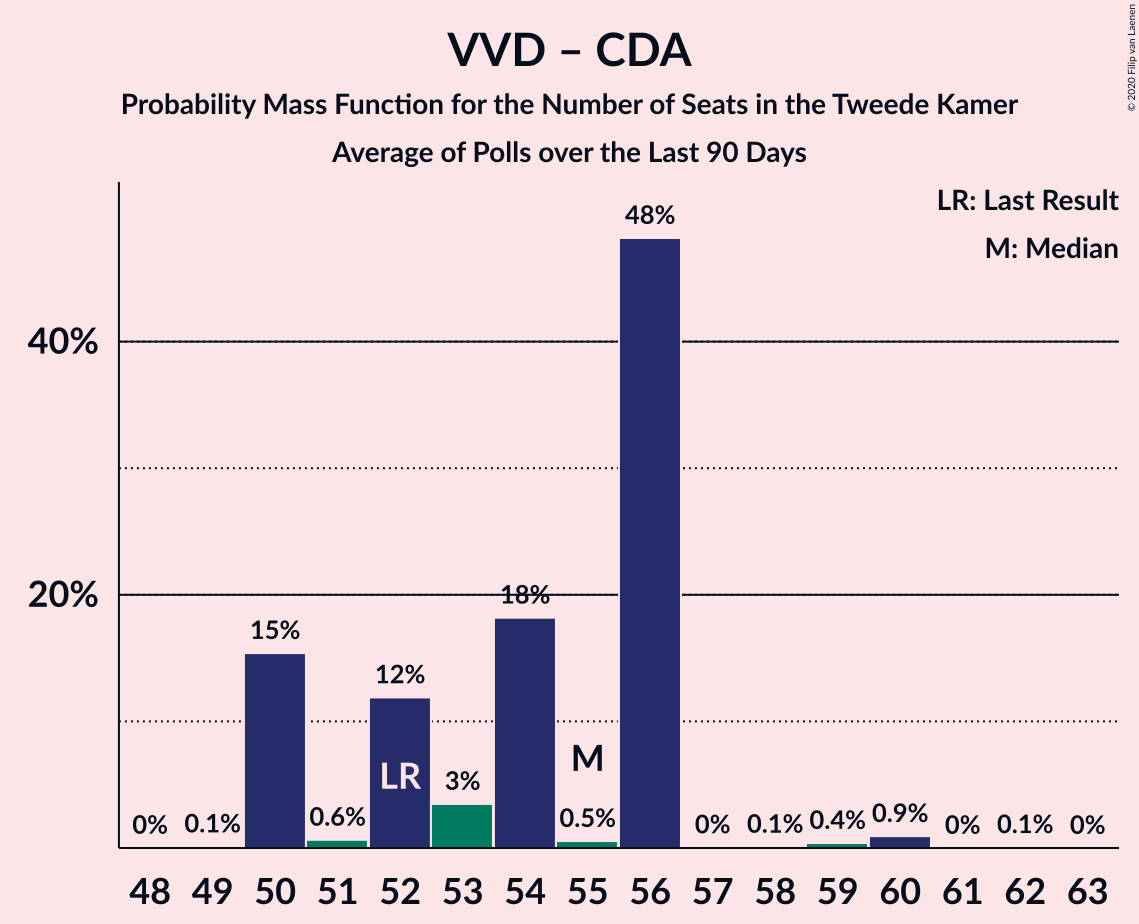 © 2020 Filip van Laenen
VVD – CDA
Probability Mass Function for the Number of Seats in the Tweede Kamer
Average of Polls over the Last 90 Days
LR: Last Result
M: Median
40%
20%
0%
0.1%
15%
0.6%
12%
LR
3%
18%
M
0.5%
48%
0%
0.1%
0.4%
0.9%
0%
0.1%
0%
48 49 50 51 52 53 54 55 56 57 58 59 60 61 62 63